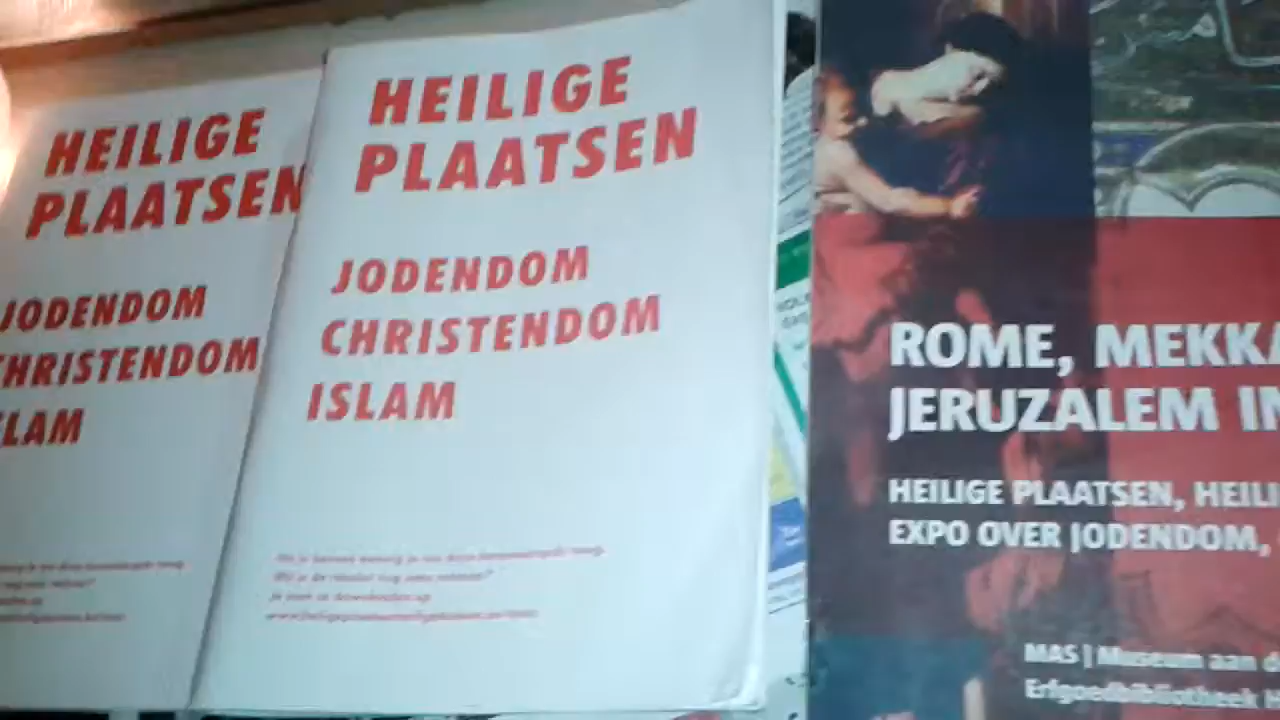 HEILIGE
PLAATSEN
JODENDOM
CHRISTENDOM
LAM
HEILIGE
PLAATSEN
JODENDOM
CHRISTENDOM
ISLAM
ROME, MEKKA
JERUZALEM IN
HEILIGE PLAATSEN, HEILI
EXPO OVER JODENDOM,
MAS | Museum aan d
Erfgoedbibliotheek H